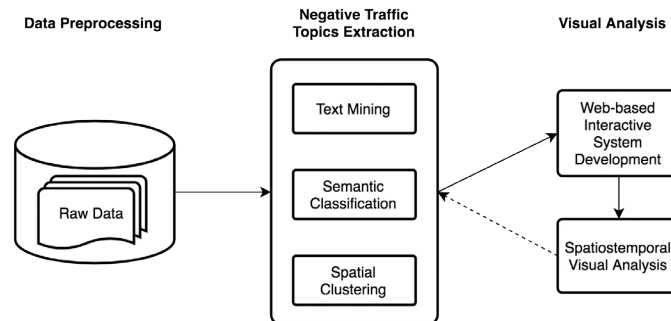 Data Preprocessing
Negative Traffic
Topics Extraction
Visual Analysis
Raw Data
Text Mining
Semantic
Classification
Spatial
Clustering
Web-based
Interactive
System
Development
Spatiostemporal
Visual Analysis